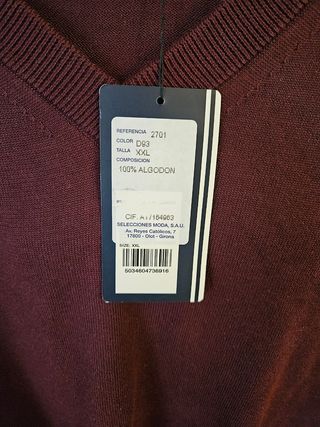 REFERENCIA 2701
COLOR D93
TALLA XXL
COMPOSICION
100% ALGODON
CIF. A17164963
SELECCIONES MODA, S.A.U.
Av. Reyes Católicos, 7
17800 - Olot - Girona
SIZE: XXL
5034604736916